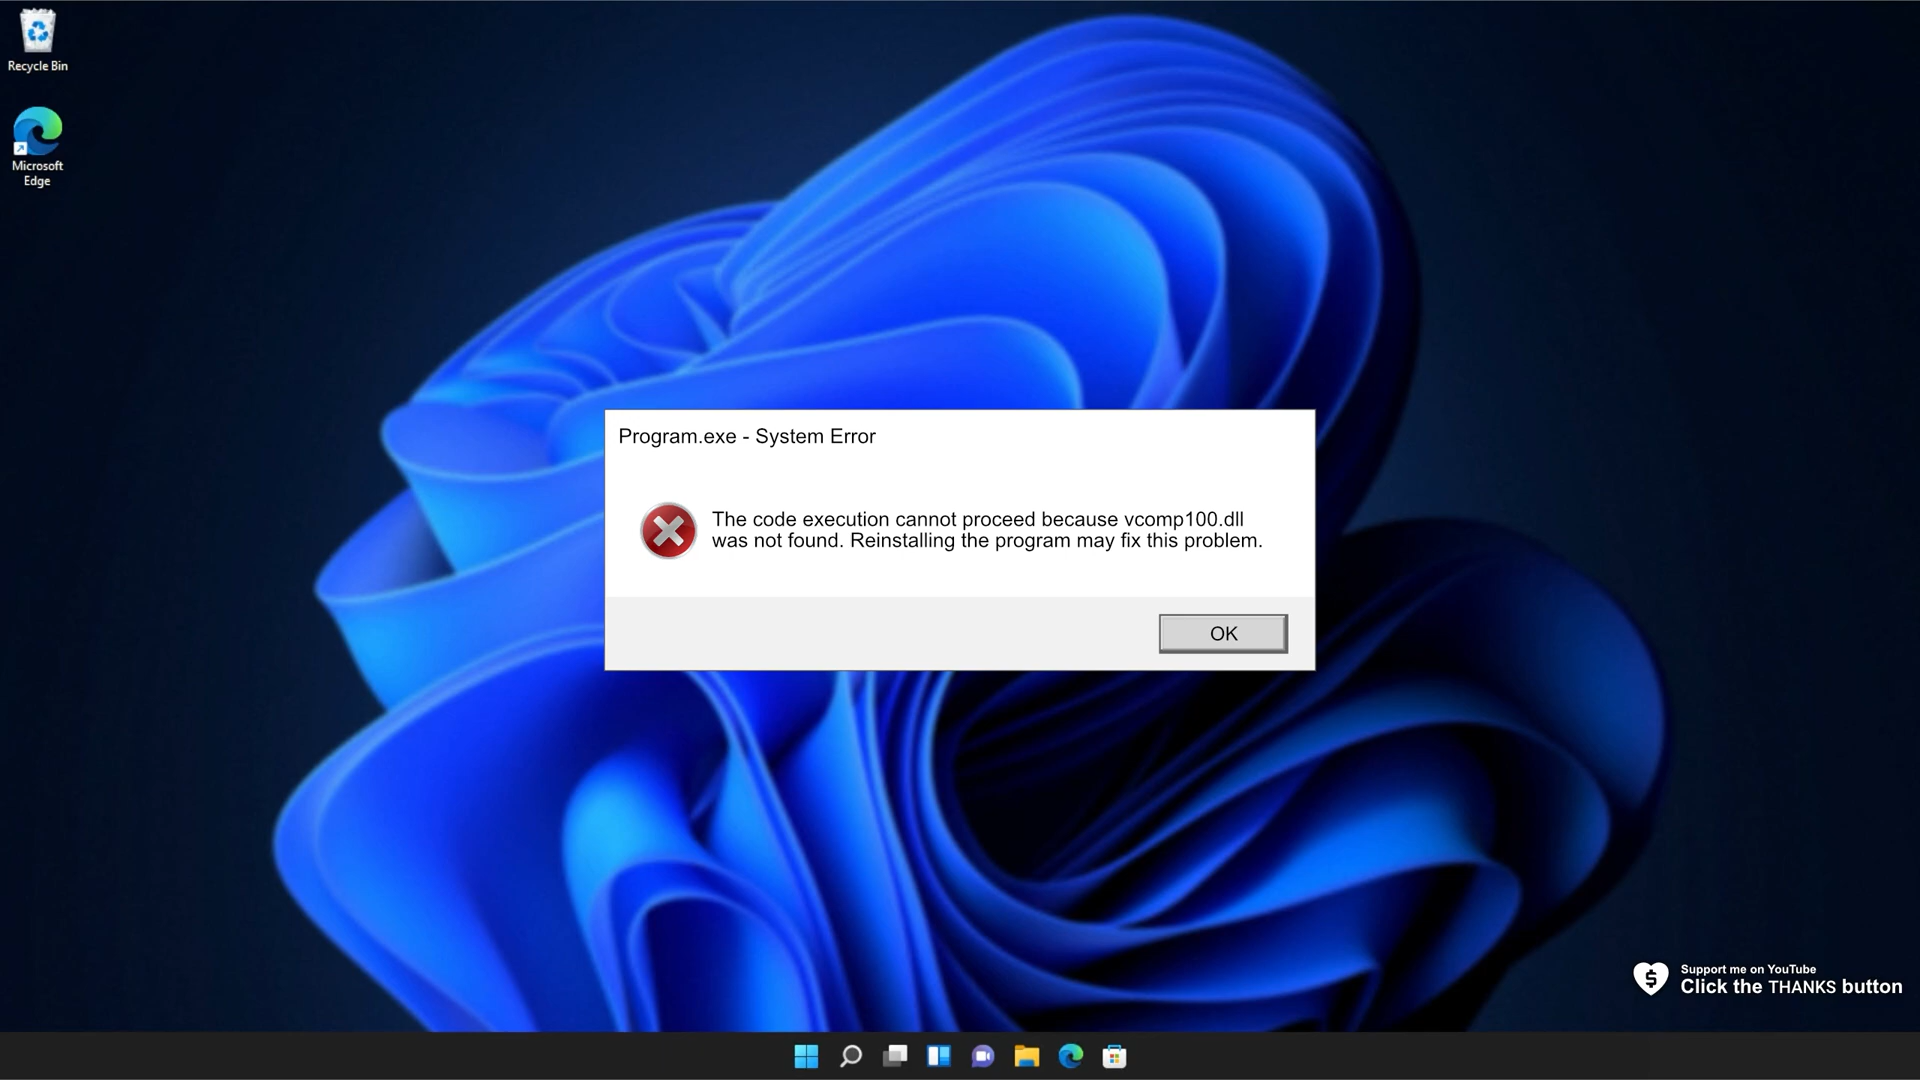 Recycle Bin
Microsoft
Edge
Program.exe - System Error
The code execution cannot proceed because vcomp100.dll
was not found. Reinstalling the program may fix this problem.
OK
Support me on YouTube
Click the THANKS button